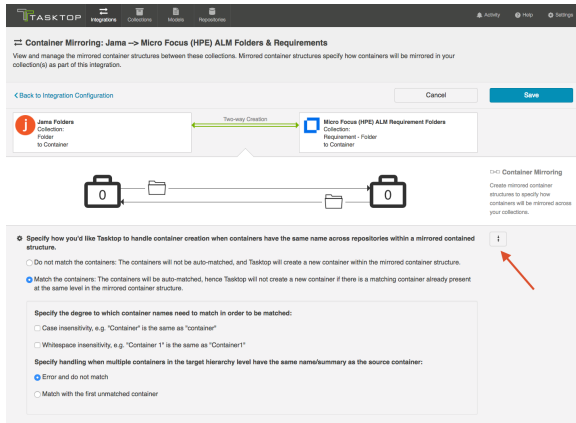 TASKTOP
Integrations
Collections
Models
Repositories
Activity
Help
Settings
Container Mirroring: Jama --> Micro Focus (HPE) ALM Folders & Requirements
View and manage the mirrored container structures between these collections. Mirrored container structures specify how containers will be mirrored in your
collection(s) as part of this integration.
Back to Integration Configuration
Cancel
Save
Jama Folders
Collection:
Folder
to Container
Two-way Creation
Micro Focus (HPE) ALM Requirement Folders
Collection:
Requirement - Folder
to Container
0
0
Container Mirroring
Create mirrored container
structures to specify how
containers will be mirrored across
your collections.
Specify how you'd like Tasktop to handle container creation when containers have the same name across repositories within a mirrored contained
structure.
Do not match the containers: The containers will not be auto-matched, and Tasktop will create a new container within the mirrored container structure.
Match the containers: The containers will be auto-matched, hence Tasktop will not create a new container if there is a matching container already present
at the same level in the mirrored container structure.
Specify the degree to which container names need to match in order to be matched:
Case insensitivity, e.g. "Container" is the same as "container"
Whitespace insensitivity, e.g. "Container 1" is the same as "Container1"
Specify handling when multiple containers in the target hierarchy level have the same name/summary as the source container:
Error and do not match
Match with the first unmatched container